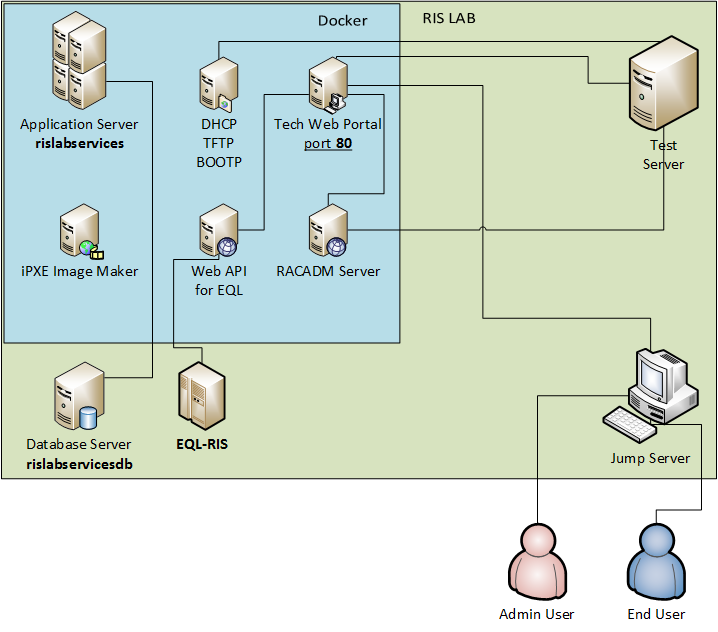 Docker
RIS LAB
Application Server
rislabservices
DHCP
TFTP
BOOTP
Tech Web Portal
port 80
Test
Server
iPXE Image Maker
Web API
for EQL
RACADM Server
Database Server
rislabservicesdb
EQL-RIS
Jump Server
Admin User
End User